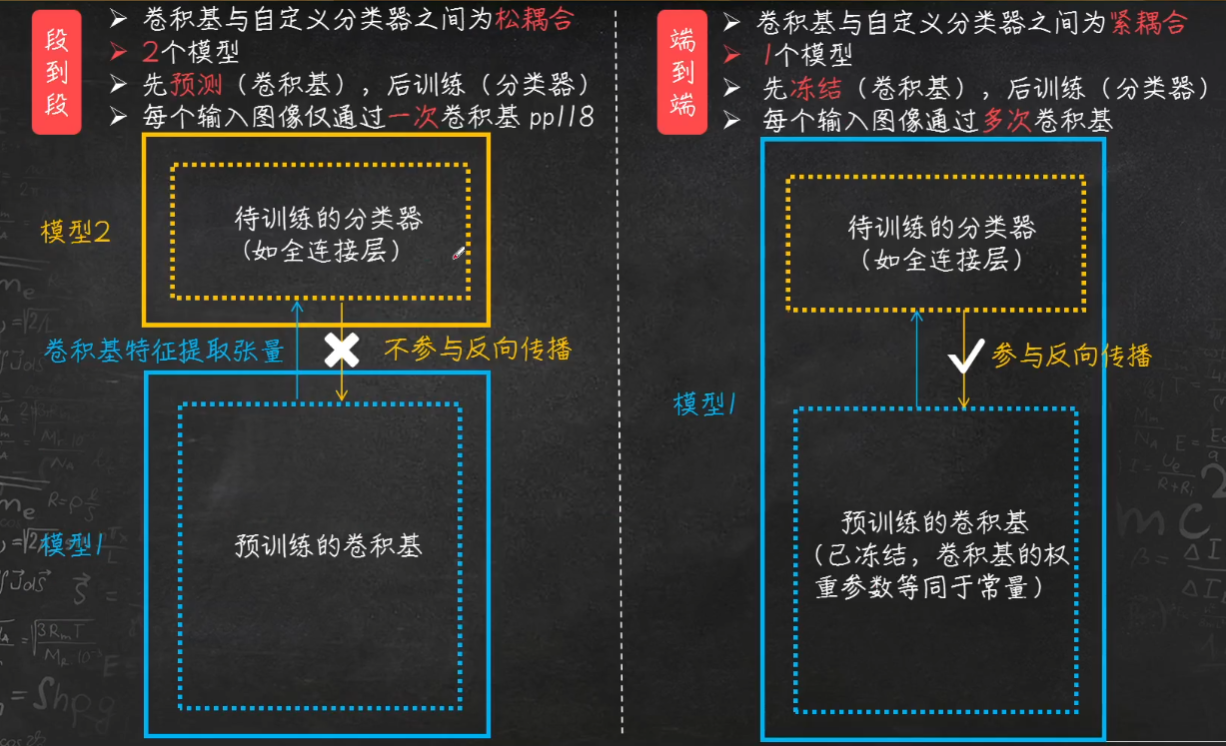 段到段
➢ 卷积基与自定义分类器之间为松耦合
➢ 2个模型
➢ 先预测（卷积基），后训练（分类器）
➢ 每个输入图像仅通过一次卷积基 pp118
模型2
待训练的分类器
（如全连接层）
卷积基特征提取张量
不参与反向传播
模型1
预训练的卷积基
端到端
➢ 卷积基与自定义分类器之间为紧耦合
➢ 1个模型
➢ 先冻结（卷积基），后训练（分类器）
➢ 每个输入图像通过多次卷积基
待训练的分类器
（如全连接层）
参与反向传播
模型1
预训练的卷积基
（已冻结，卷积基的权
重参数等同于常量）